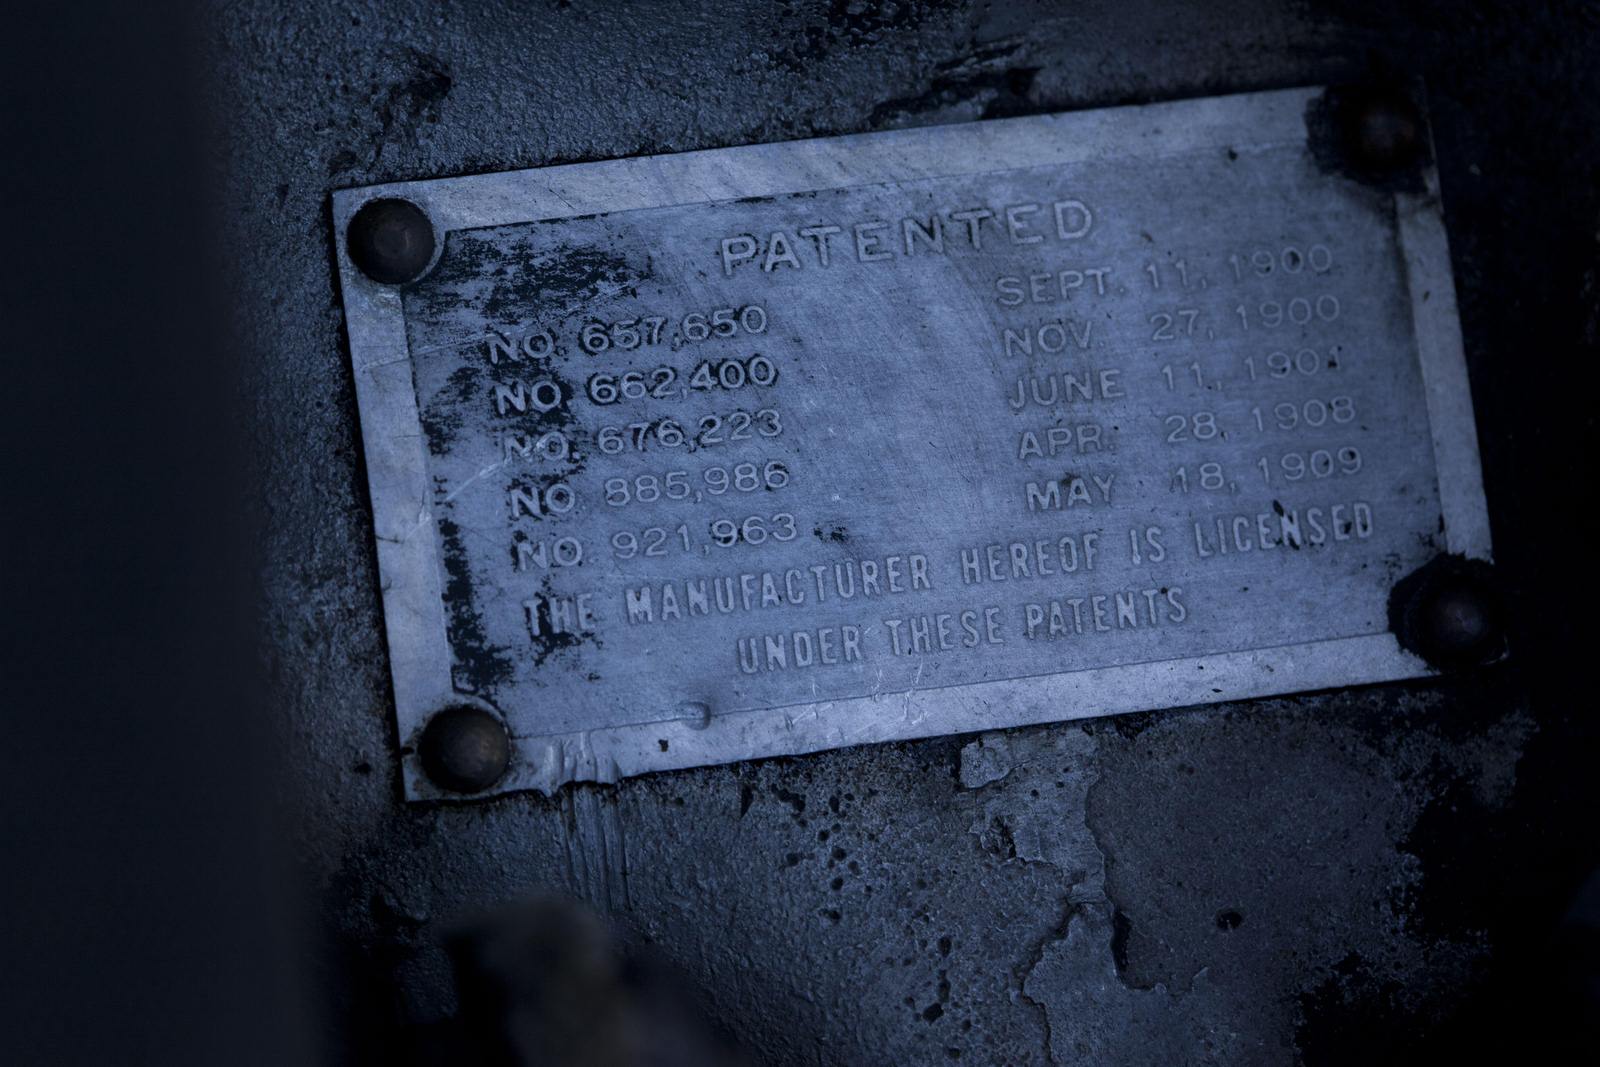 PATENTED
NO. 657,650 SEPT. 11, 1900
NO. 662,400 NOV. 27, 1900
NO. 676,223 JUNE 11, 1901
NO. 885,986 APR. 28, 1908
NO. 921,963 MAY 18, 1909
THE MANUFACTURER HEREOF IS LICENSED
UNDER THESE PATENTS